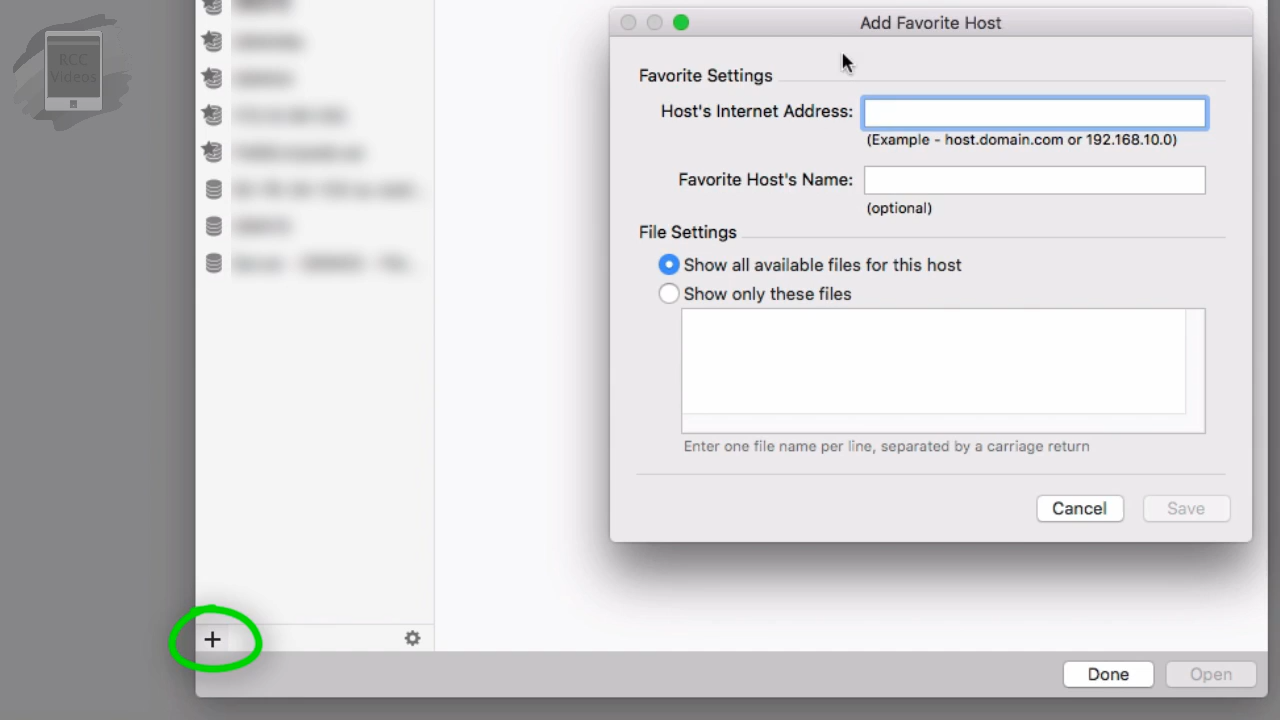 RCC
Videos
Add Favorite Host
Favorite Settings
Host's Internet Address:
(Example - host.domain.com or 192.168.10.0)
Favorite Host's Name:
(optional)
File Settings
Show all available files for this host
Show only these files
Enter one file name per line, separated by a carriage return
Cancel
Save
Done
Open